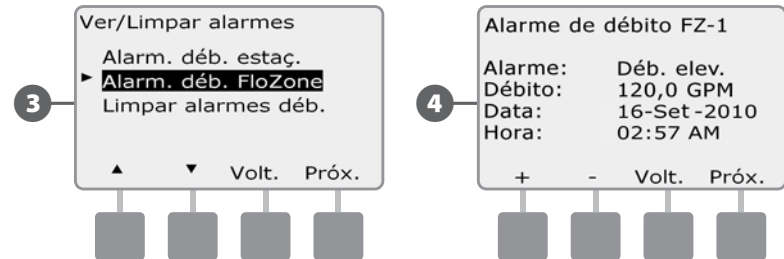 3
Ver/Limpar alarmes
Alarm. déb. estaç.
► Alarm. déb. FloZone
Limpar alarmes déb.
▲ ▼ Volt. Próx.
4
Alarme de débito FZ-1
Alarme: Déb. elev.
Débito: 120,0 GPM
Data: 16-Set -2010
Hora: 02:57 AM
+ - Volt. Próx.